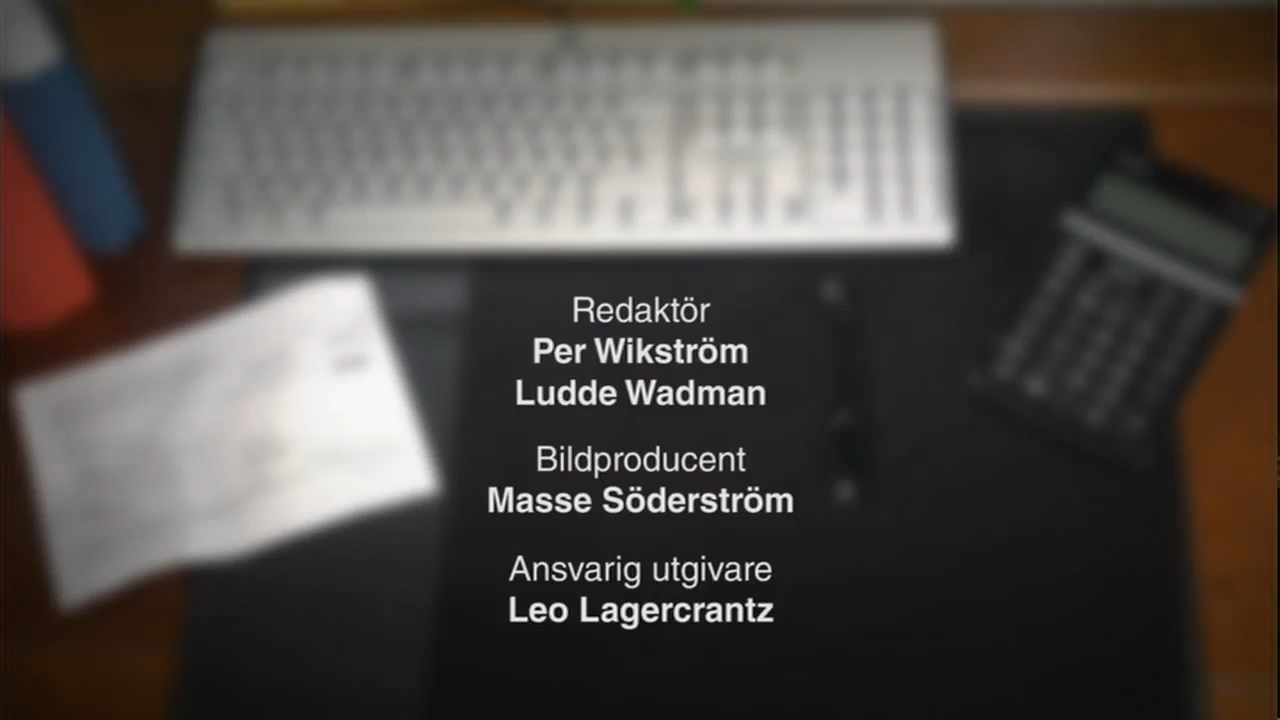 Redaktör
Per Wikström
Ludde Wadman
Bildproducent
Masse Söderström
Ansvarig utgivare
Leo Lagercrantz